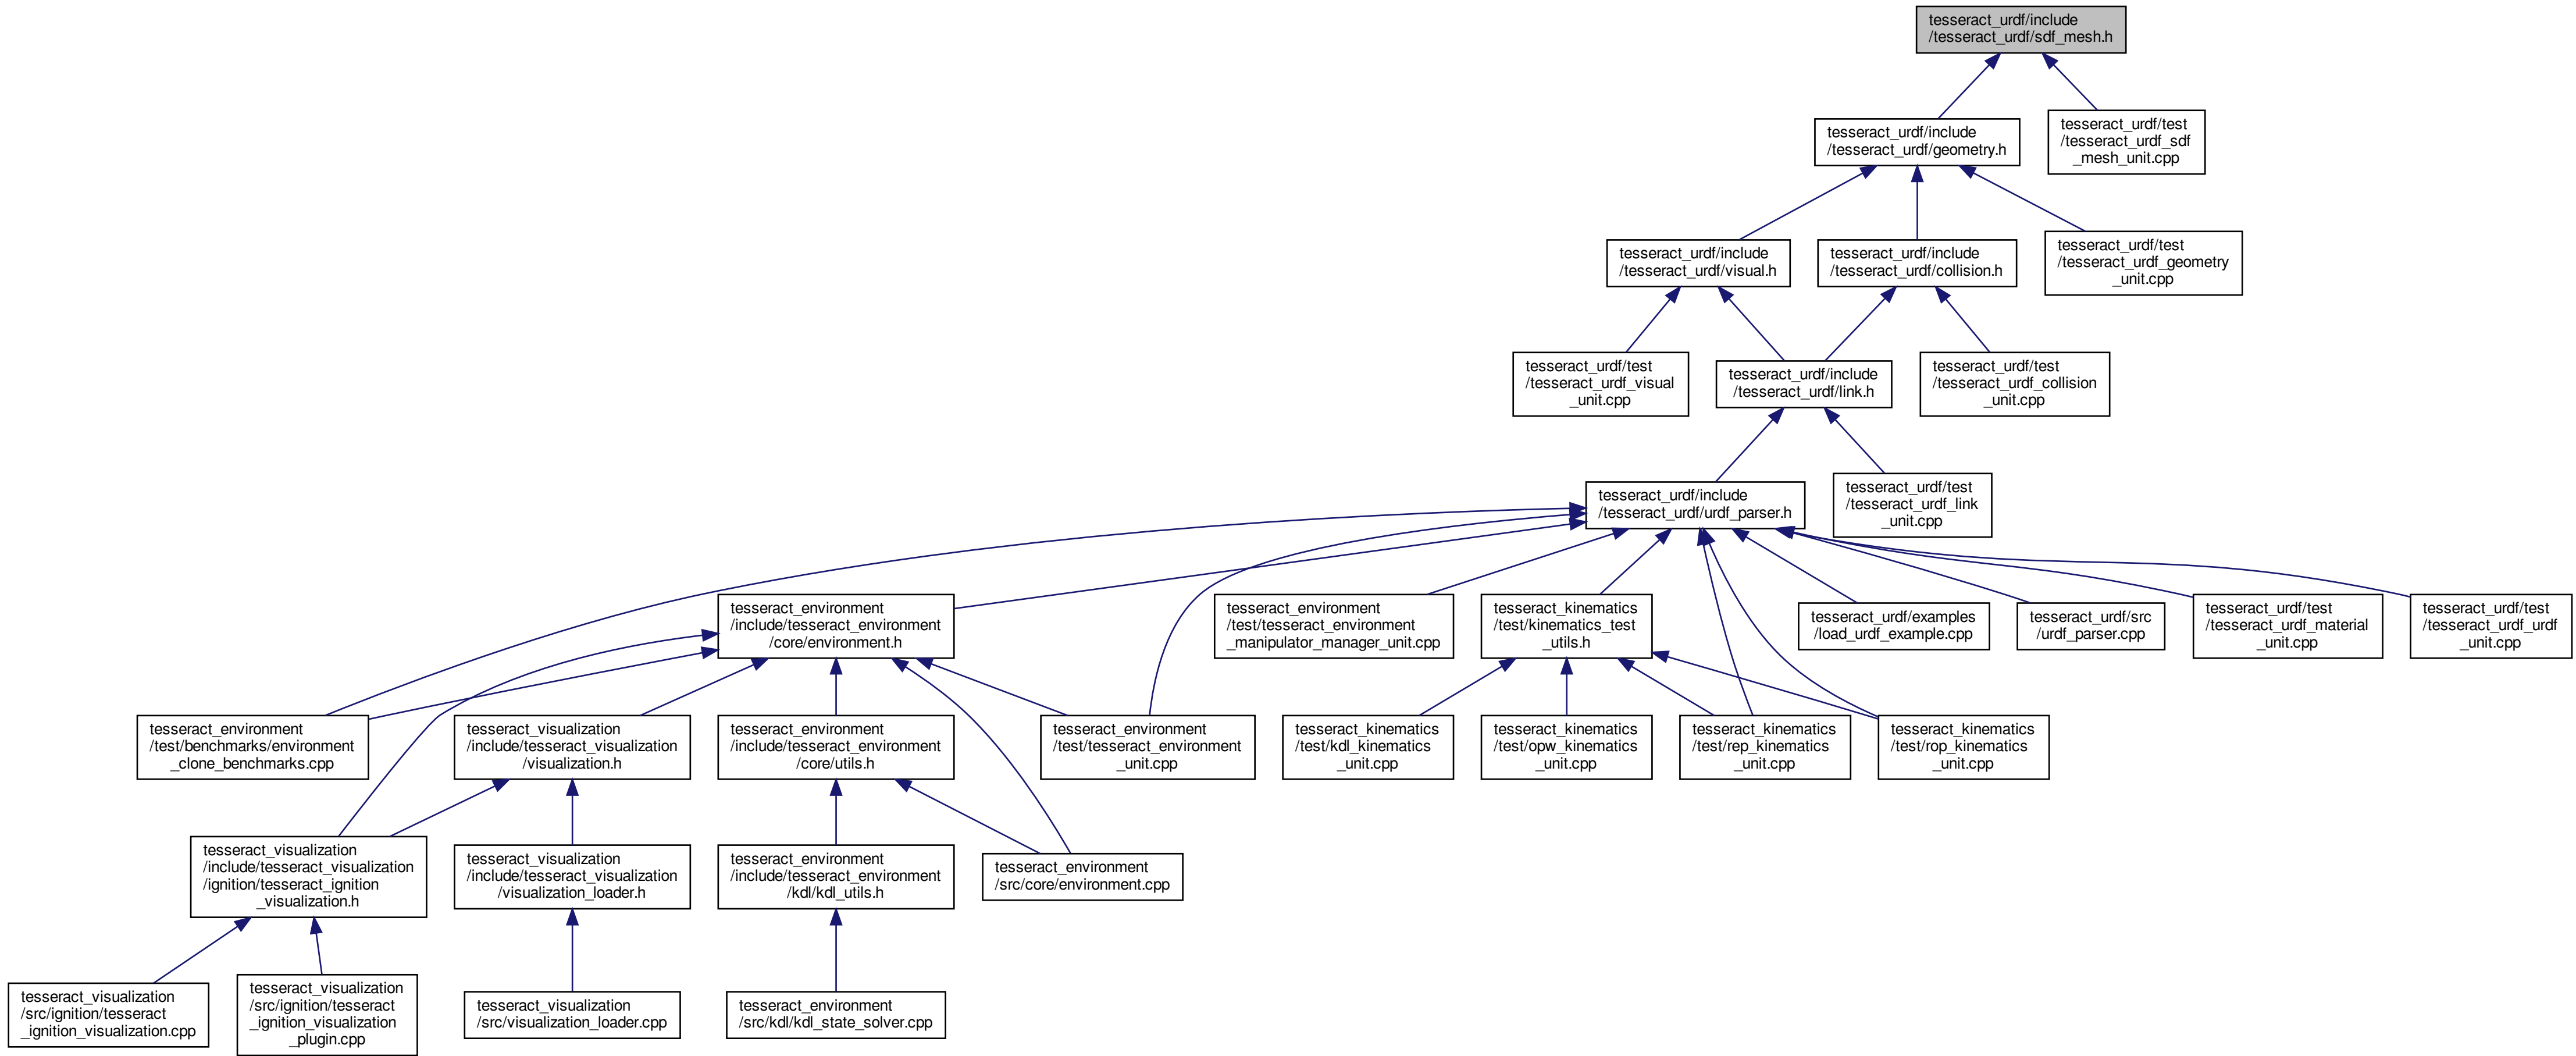 tesseract_urdf/include
/tesseract_urdf/sdf_mesh.h
tesseract_urdf/include
/tesseract_urdf/geometry.h
tesseract_urdf/test
/tesseract_urdf_sdf
_mesh_unit.cpp
tesseract_urdf/include
/tesseract_urdf/visual.h
tesseract_urdf/include
/tesseract_urdf/collision.h
tesseract_urdf/test
/tesseract_urdf_geometry
_unit.cpp
tesseract_urdf/test
/tesseract_urdf_visual
_unit.cpp
tesseract_urdf/include
/tesseract_urdf/link.h
tesseract_urdf/test
/tesseract_urdf_collision
_unit.cpp
tesseract_urdf/include
/tesseract_urdf/urdf_parser.h
tesseract_urdf/test
/tesseract_urdf_link
_unit.cpp
tesseract_environment
/include/tesseract_environment
/core/environment.h
tesseract_environment
/test/tesseract_environment
_manipulator_manager_unit.cpp
tesseract_kinematics
/test/kinematics_test
_utils.h
tesseract_urdf/examples
/load_urdf_example.cpp
tesseract_urdf/src
/urdf_parser.cpp
tesseract_urdf/test
/tesseract_urdf_material
_unit.cpp
tesseract_urdf/test
/tesseract_urdf_urdf
_unit.cpp
tesseract_environment
/test/benchmarks/environment
_clone_benchmarks.cpp
tesseract_visualization
/include/tesseract_visualization
/visualization.h
tesseract_environment
/include/tesseract_environment
/core/utils.h
tesseract_environment
/test/tesseract_environment
_unit.cpp
tesseract_kinematics
/test/kdl_kinematics
_unit.cpp
tesseract_kinematics
/test/opw_kinematics
_unit.cpp
tesseract_kinematics
/test/rep_kinematics
_unit.cpp
tesseract_kinematics
/test/rop_kinematics
_unit.cpp
tesseract_visualization
/include/tesseract_visualization
/ignition/tesseract_ignition
_visualization.h
tesseract_visualization
/include/tesseract_visualization
/visualization_loader.h
tesseract_environment
/include/tesseract_environment
/kdl/kdl_utils.h
tesseract_environment
/src/core/environment.cpp
tesseract_visualization
/src/ignition/tesseract
_ignition_visualization.cpp
tesseract_visualization
/src/ignition/tesseract
_ignition_visualization
_plugin.cpp
tesseract_visualization
/src/visualization_loader.cpp
tesseract_environment
/src/kdl/kdl_state_solver.cpp